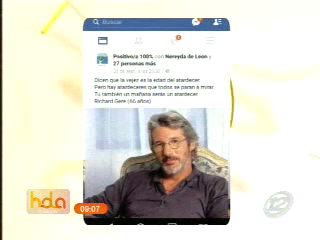 Buscar
Positivo/a 100% con Nereyda de Leon y
27 personas más
Dicen que la vejez es la edad del atardecer.
Pero hay atardeceres que todos se paran a mirar.
Tú también un mañana serás un atardecer.
Richard Gere (66 años)
hda
09:07
12